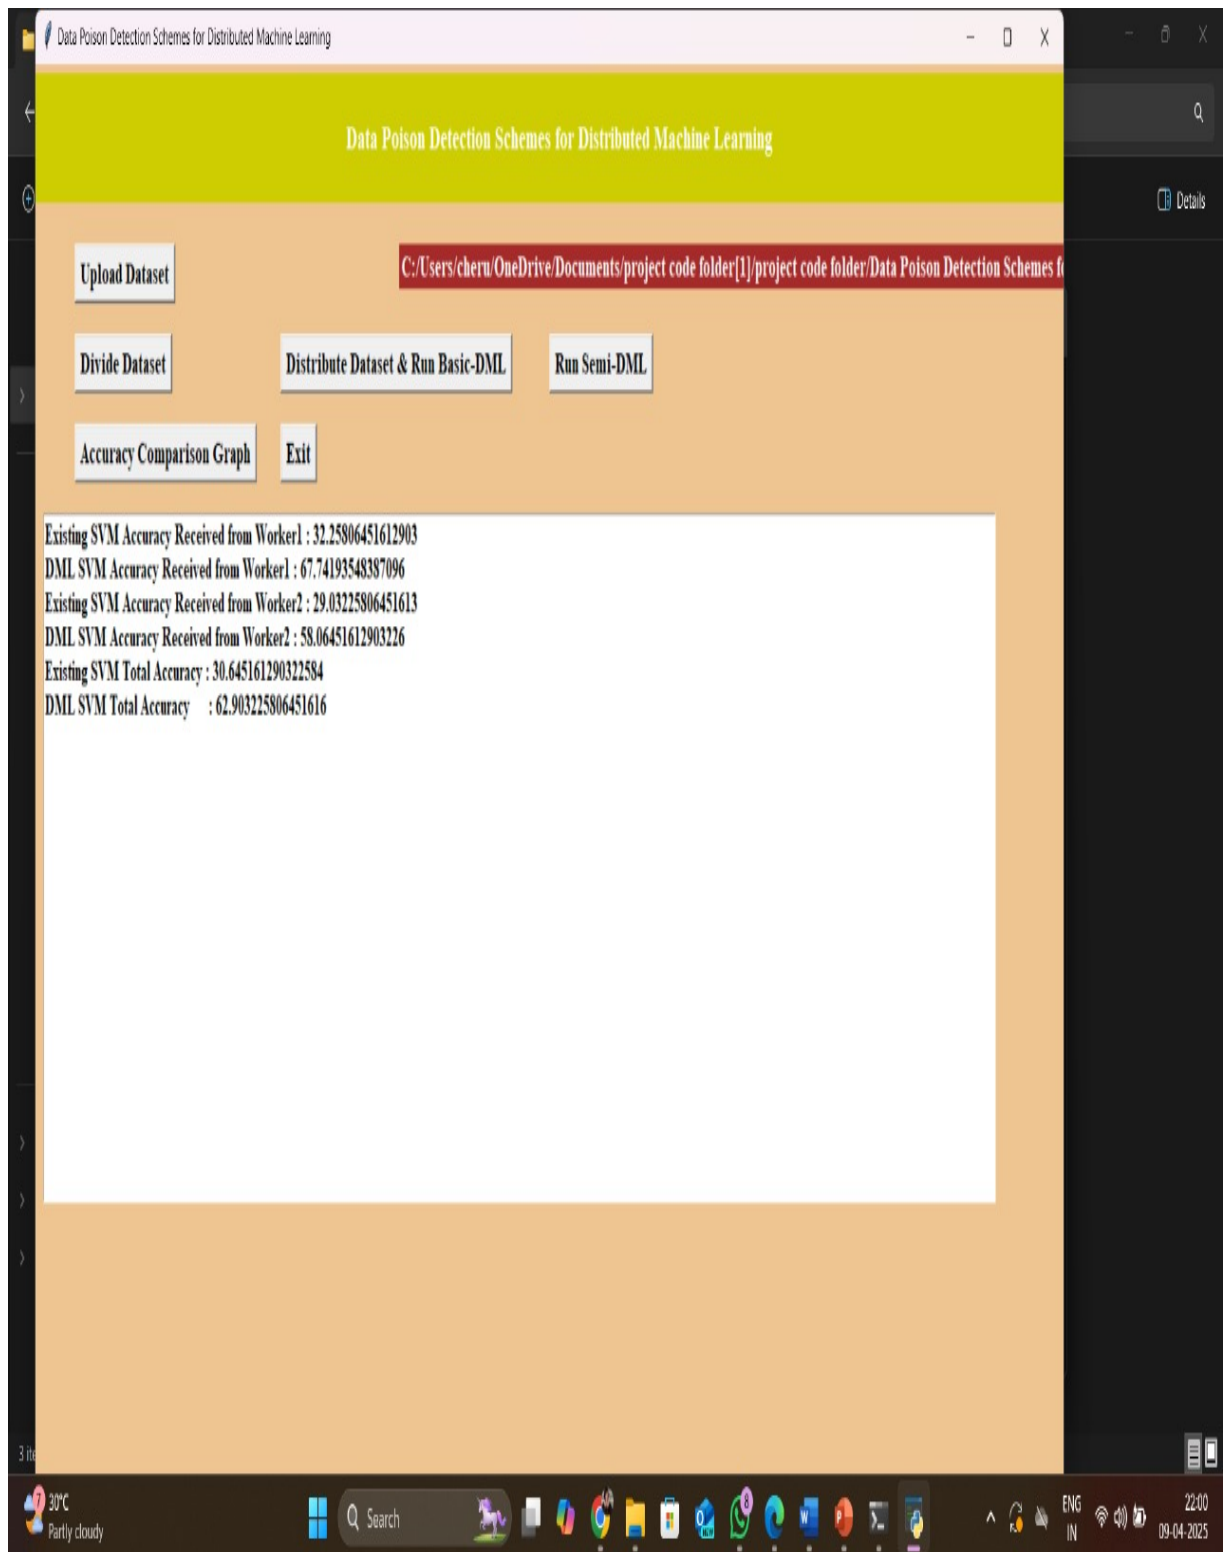 Data Poison Detection Schemes for Distributed Machine Learning
Data Poison Detection Schemes for Distributed Machine Learning
Details
Upload Dataset
C:/Users/cheru/OneDrive/Documents/project code folder[1]/project code folder/Data Poison Detection Schemes
Divide Dataset
Distribute Dataset & Run Basic-DML
Run Semi-DML
Accuracy Comparison Graph
Exit
Existing SVM Accuracy Received from Worker1 : 32.25806451612903
DML SVM Accuracy Received from Worker1 : 67.74193548387096
Existing SVM Accuracy Received from Worker2 : 29.03225806451613
DML SVM Accuracy Received from Worker2 : 58.06451612903226
Existing SVM Total Accuracy : 30.645161290322584
DML SVM Total Accuracy : 62.903225806451616
7
30°C
Partly cloudy
Search
8
ENG
IN
22:00
09-04-2025